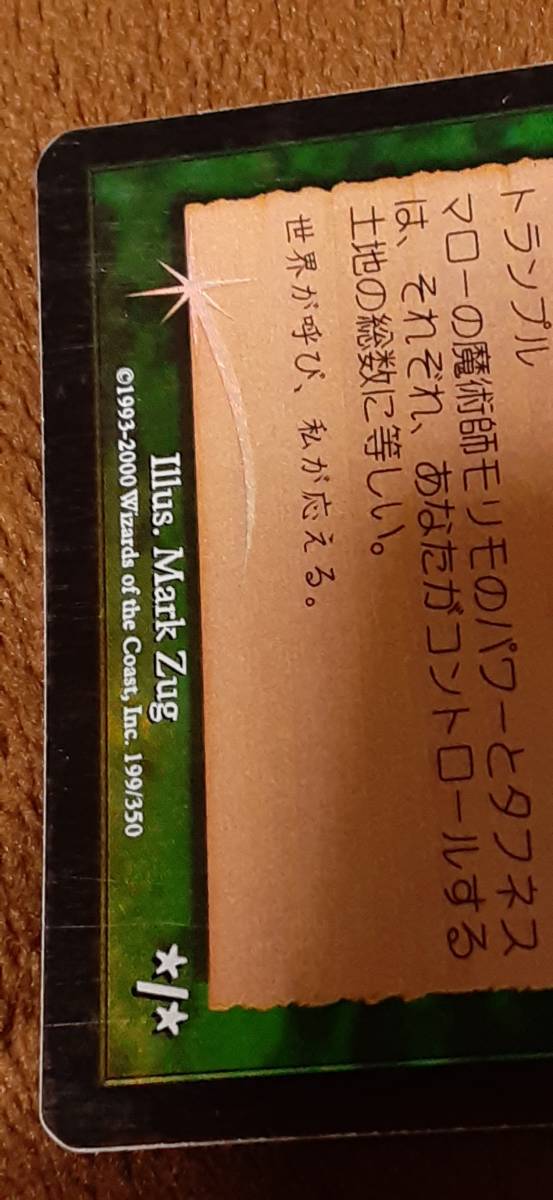 トランプル
マローの魔術師モリモのパワーとタフネス
は、それぞれ、あなたがコントロールする
土地の総数に等しい。
世界が呼び、私が応える。
Illus. Mark Zug
©1993-2000 Wizards of the Coast, Inc. 199/350
★/★